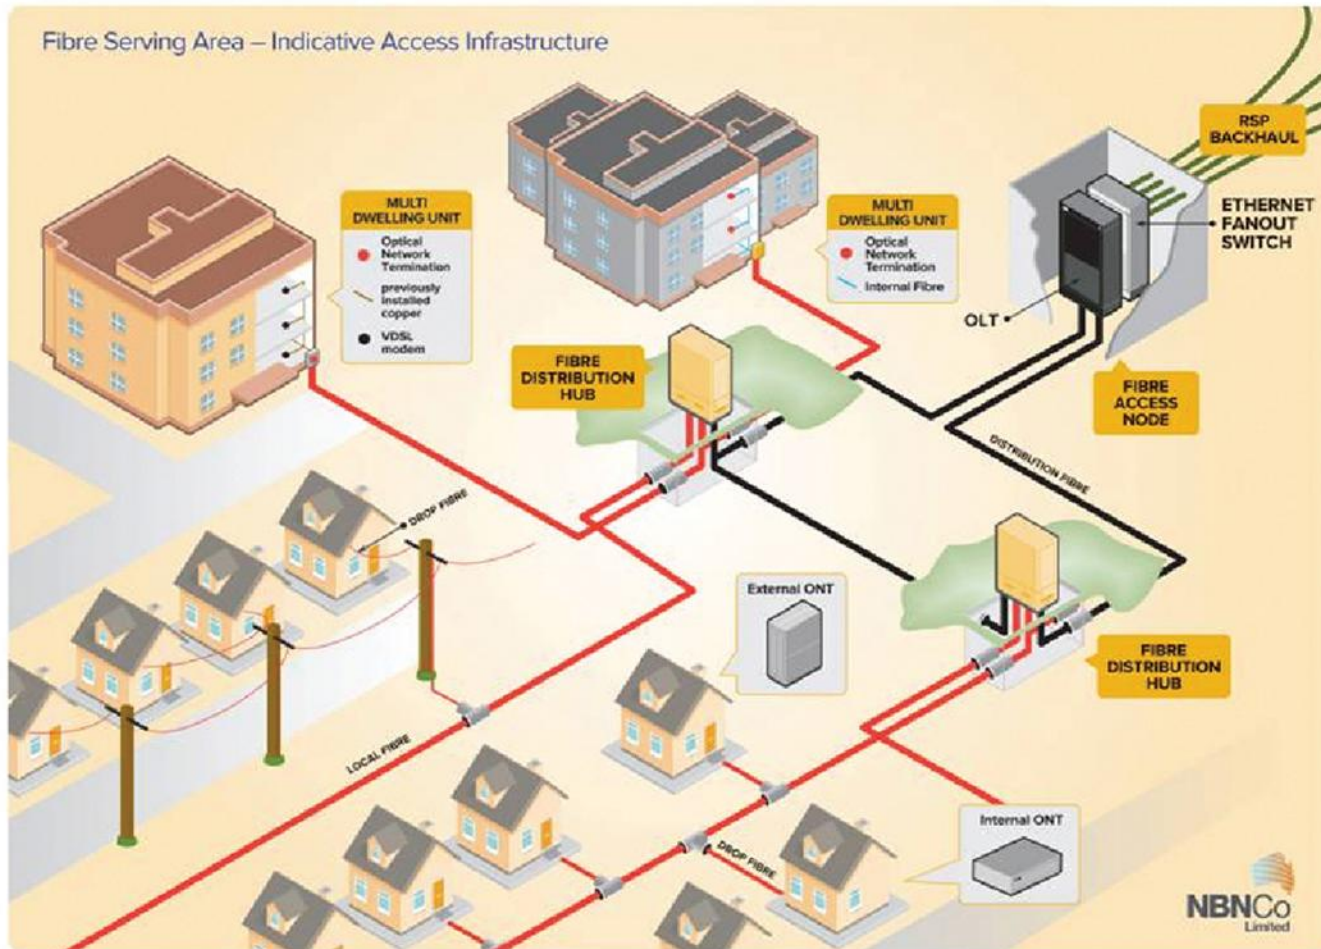 Fibre Serving Area – Indicative Access Infrastructure
RSP
BACKHAUL
MULTI
DWELLING UNIT
Optical
Network
Termination
previously
installed
copper
VDSL
modem
MULTI
DWELLING UNIT
Optical
Network
Termination
Internal Fibre
ETHERNET
FANOUT
SWITCH
OLT
FIBRE
DISTRIBUTION
HUB
FIBRE
ACCESS
NODE
DISTRIBUTION FIBRE
DROP FIBRE
External ONT
FIBRE
DISTRIBUTION
HUB
LOCAL FIBRE
Internal ONT
DROP FIBRE
NBNCo
Limited